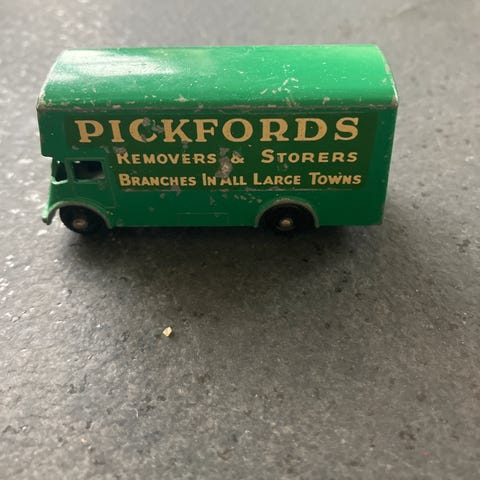 PICKFORDS
REMOVERS & STORERS
BRANCHES IN ALL LARGE TOWNS